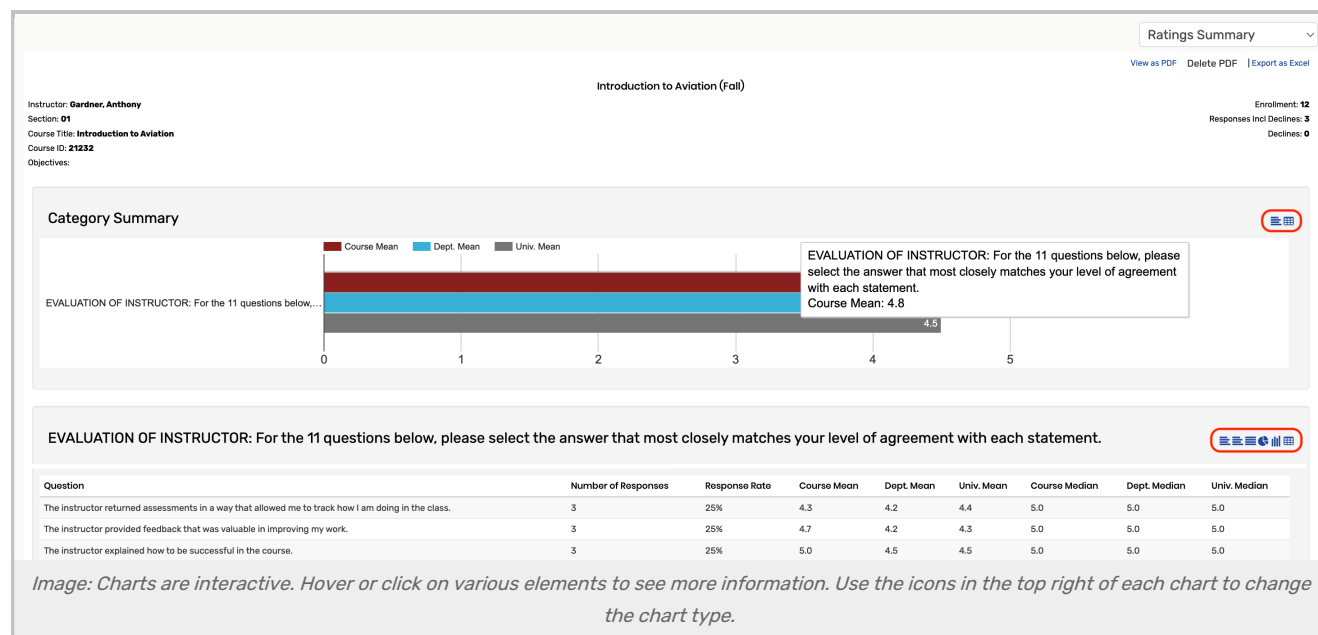 Ratings Summary
View as PDF Delete PDF | Export as Excel
Introduction to Aviation (Fall)
Instructor: Gardner, Anthony
Section: 01
Course Title: Introduction to Aviation
Course ID: 21232
Objectives:
Enrollment: 12
Responses Incl Declines: 3
Declines: 0
Category Summary
Course Mean Dept. Mean Univ. Mean
EVALUATION OF INSTRUCTOR: For the 11 questions below, please
select the answer that most closely matches your level of agreement
with each statement.
Course Mean: 4.8
EVALUATION OF INSTRUCTOR: For the 11 questions below,...
4.5
0 1 2 3 4 5
EVALUATION OF INSTRUCTOR: For the 11 questions below, please select the answer that most closely matches your level of agreement with each statement.
Question Number of Responses Response Rate Course Mean Dept. Mean Univ. Mean Course Median Dept. Median Univ. Median
The instructor returned assessments in a way that allowed me to track how I am doing in the class. 3 25% 4.3 4.2 4.4 5.0 5.0 5.0
The instructor provided feedback that was valuable in improving my work. 3 25% 4.7 4.2 4.3 5.0 5.0 5.0
The instructor explained how to be successful in the course. 3 25% 5.0 4.5 4.5 5.0 5.0 5.0
Image: Charts are interactive. Hover or click on various elements to see more information. Use the icons in the top right of each chart to change
the chart type.